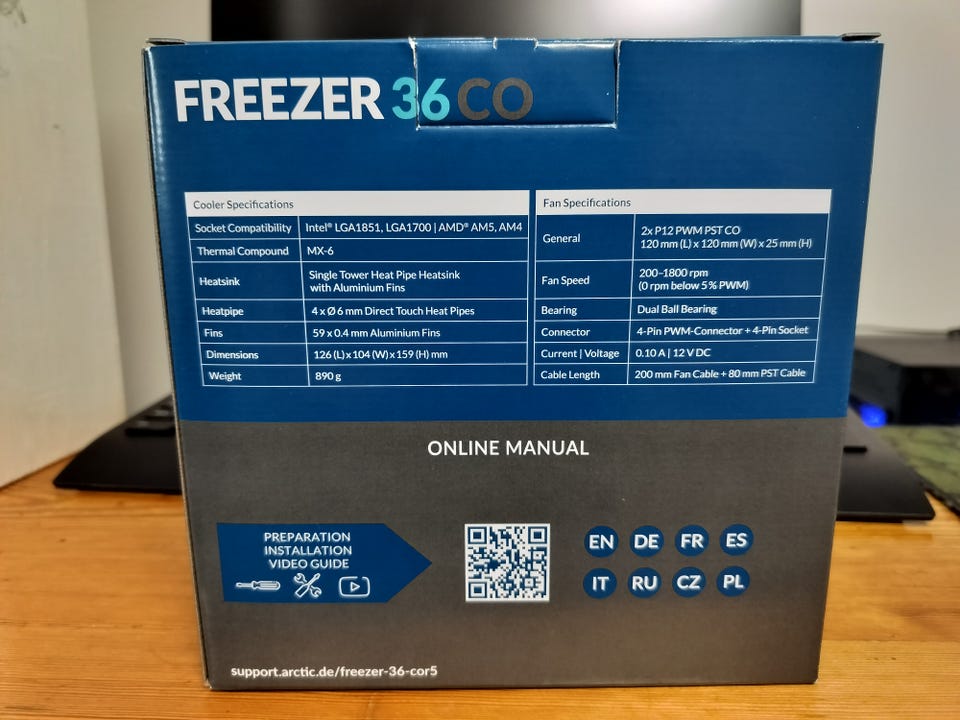 FREEZER 36 CO
Cooler Specifications
Socket Compatibility Intel® LGA1851, LGA1700 | AMD® AM5, AM4
Thermal Compound MX-6
Heatsink Single Tower Heat Pipe Heatsink
with Aluminium Fins
Heatpipe 4 x Ø 6 mm Direct Touch Heat Pipes
Fins 59 x 0.4 mm Aluminium Fins
Dimensions 126 (L) x 104 (W) x 159 (H) mm
Weight 890 g
Fan Specifications
General 2x P12 PWM PST CO
120 mm (L) x 120 mm (W) x 25 mm (H)
Fan Speed 200–1800 rpm
(0 rpm below 5% PWM)
Bearing Dual Ball Bearing
Connector 4-Pin PWM-Connector + 4-Pin Socket
Current | Voltage 0.10 A | 12 V DC
Cable Length 200 mm Fan Cable + 80 mm PST Cable
ONLINE MANUAL
PREPARATION
INSTALLATION
VIDEO GUIDE
EN DE FR ES
IT RU CZ PL
support.arctic.de/freezer-36-cor5